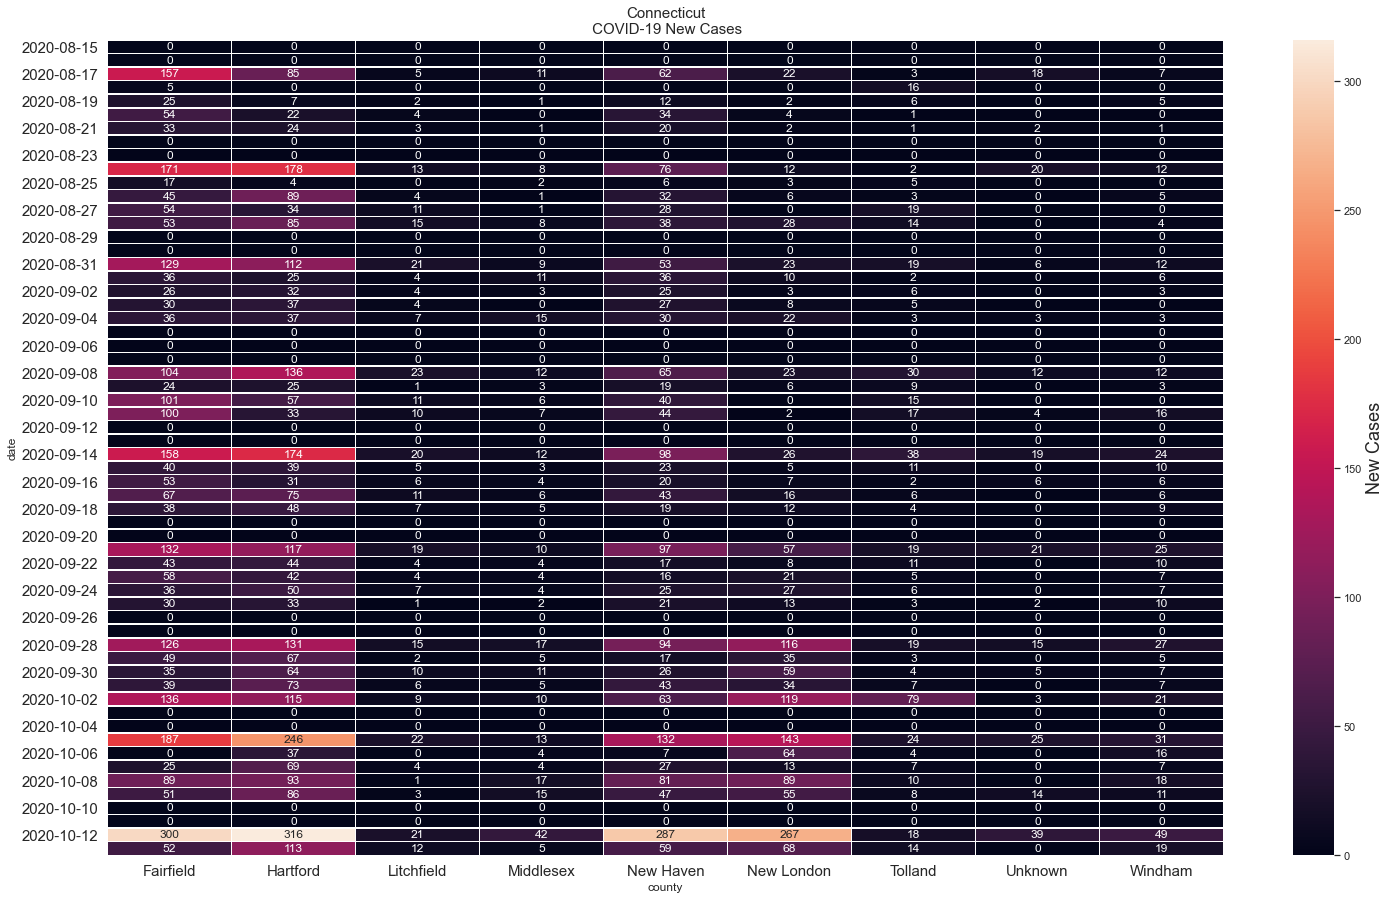 Connecticut
COVID-19 New Cases
2020-08-15 0 0 0 0 0 0 0 0 0
0 0 0 0 0 0 0 0 0
2020-08-17 157 85 5 11 62 22 3 18 7
5 0 0 0 0 0 16 0 0
2020-08-19 25 7 2 1 12 2 6 0 5
54 22 4 0 34 4 1 0 0
2020-08-21 33 24 3 1 20 2 1 2 1
0 0 0 0 0 0 0 0 0
2020-08-23 0 0 0 0 0 0 0 0 0
171 178 13 8 76 12 2 20 12
2020-08-25 17 4 0 2 6 3 5 0 0
45 89 4 1 32 6 3 0 5
2020-08-27 54 34 11 1 28 0 19 0 0
53 85 15 8 38 28 14 0 4
2020-08-29 0 0 0 0 0 0 0 0 0
0 0 0 0 0 0 0 0 0
2020-08-31 129 112 21 9 53 23 19 6 12
36 25 4 11 36 10 2 0 6
2020-09-02 26 32 4 3 25 3 6 0 3
30 37 4 0 27 8 5 0 0
2020-09-04 36 37 7 15 30 22 3 3 3
0 0 0 0 0 0 0 0 0
2020-09-06 0 0 0 0 0 0 0 0 0
0 0 0 0 0 0 0 0 0
2020-09-08 104 136 23 12 65 23 30 12 12
24 25 1 3 19 6 9 0 3
2020-09-10 101 57 11 6 40 0 15 0 0
100 33 10 7 44 2 17 4 16
2020-09-12 0 0 0 0 0 0 0 0 0
0 0 0 0 0 0 0 0 0
2020-09-14 158 174 20 12 98 26 38 19 24
40 39 5 3 23 5 11 0 10
2020-09-16 53 31 6 4 20 7 2 6 6
67 75 11 6 43 16 6 0 6
2020-09-18 38 48 7 5 19 12 4 0 9
0 0 0 0 0 0 0 0 0
2020-09-20 0 0 0 0 0 0 0 0 0
132 117 19 10 97 57 19 21 25
2020-09-22 43 44 4 4 17 8 11 0 10
58 42 4 4 16 21 5 0 7
2020-09-24 36 50 7 4 25 27 6 0 7
30 33 1 2 21 13 3 2 10
2020-09-26 0 0 0 0 0 0 0 0 0
0 0 0 0 0 0 0 0 0
2020-09-28 126 131 15 17 94 116 19 15 27
49 67 2 5 17 35 3 0 5
2020-09-30 35 64 10 11 26 59 4 5 7
39 73 6 5 43 34 7 0 7
2020-10-02 136 115 9 10 63 119 79 3 21
0 0 0 0 0 0 0 0 0
2020-10-04 0 0 0 0 0 0 0 0 0
187 246 22 13 132 143 24 25 31
2020-10-06 0 37 0 4 7 64 4 0 16
25 69 4 4 27 13 7 0 7
2020-10-08 89 93 1 17 81 89 10 0 18
51 86 3 15 47 55 8 14 11
2020-10-10 0 0 0 0 0 0 0 0 0
0 0 0 0 0 0 0 0 0
2020-10-12 300 316 21 42 287 267 18 39 49
52 113 12 5 59 68 14 0 19
date
Fairfield Hartford Litchfield Middlesex New Haven New London Tolland Unknown Windham
county
300
250
200
150
100
50
0
New Cases